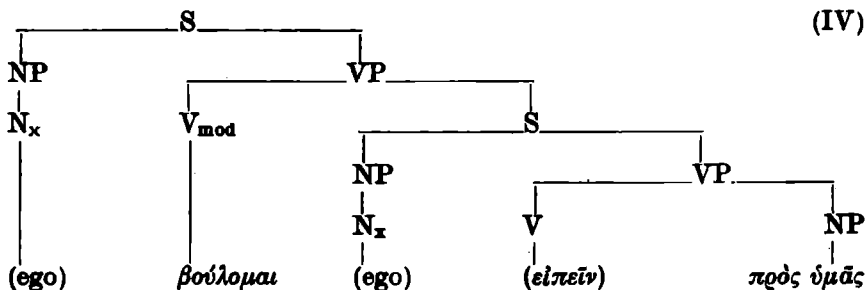 S (IV)
NP VP
N_x V_mod S
NP VP
N_x V NP
(ego) βούλομαι (ego) (εἰπεῖν) πρὸς ὑμᾶς